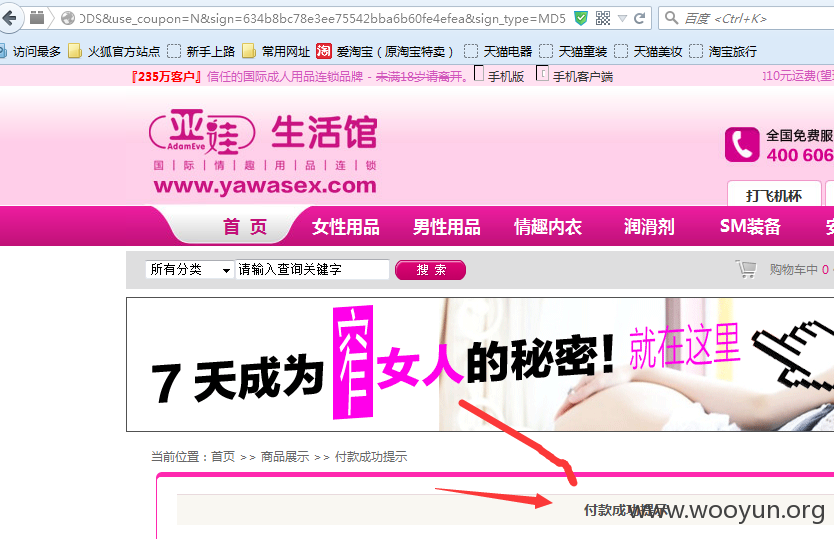 ODS&use_coupon=N&sign=634b8bc78e3ee75542bba6b60fe4efea&sign_type=MD5
百度 <Ctrl+K>
访问最多 火狐官方站点 新手上路 常用网址 爱淘宝（原淘宝特卖） 天猫电器 天猫童装 天猫美妆 淘宝旅行
『235万客户』信任的国际成人用品连锁品牌 - 未满18岁请离开。 手机版 手机客户端
10元运费(望
亚娃 生活馆
AdamEve
国 | 际 | 情 | 趣 | 用 | 品 | 连 | 锁
www.yawasex.com
全国免费服
400 606
打飞机杯
首 页 女性用品 男性用品 情趣内衣 润滑剂 SM装备
所有分类 请输入查询关键字 搜 索
购物车中 0
7 天成为
女人的秘密! 就在这里
当前位置：首页 >> 商品展示 >> 付款成功提示
付款成功提示
www.wooyun.org